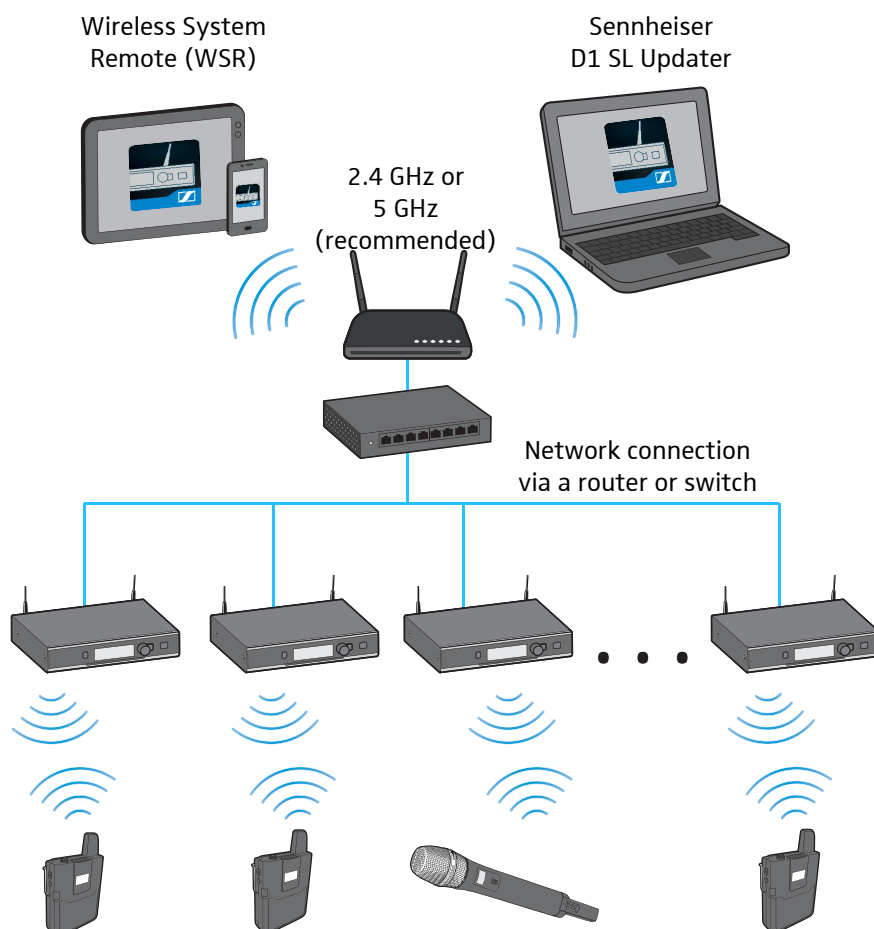 Wireless System
Remote (WSR)
Sennheiser
D1 SL Updater
2.4 GHz or
5 GHz
(recommended)
Network connection
via a router or switch